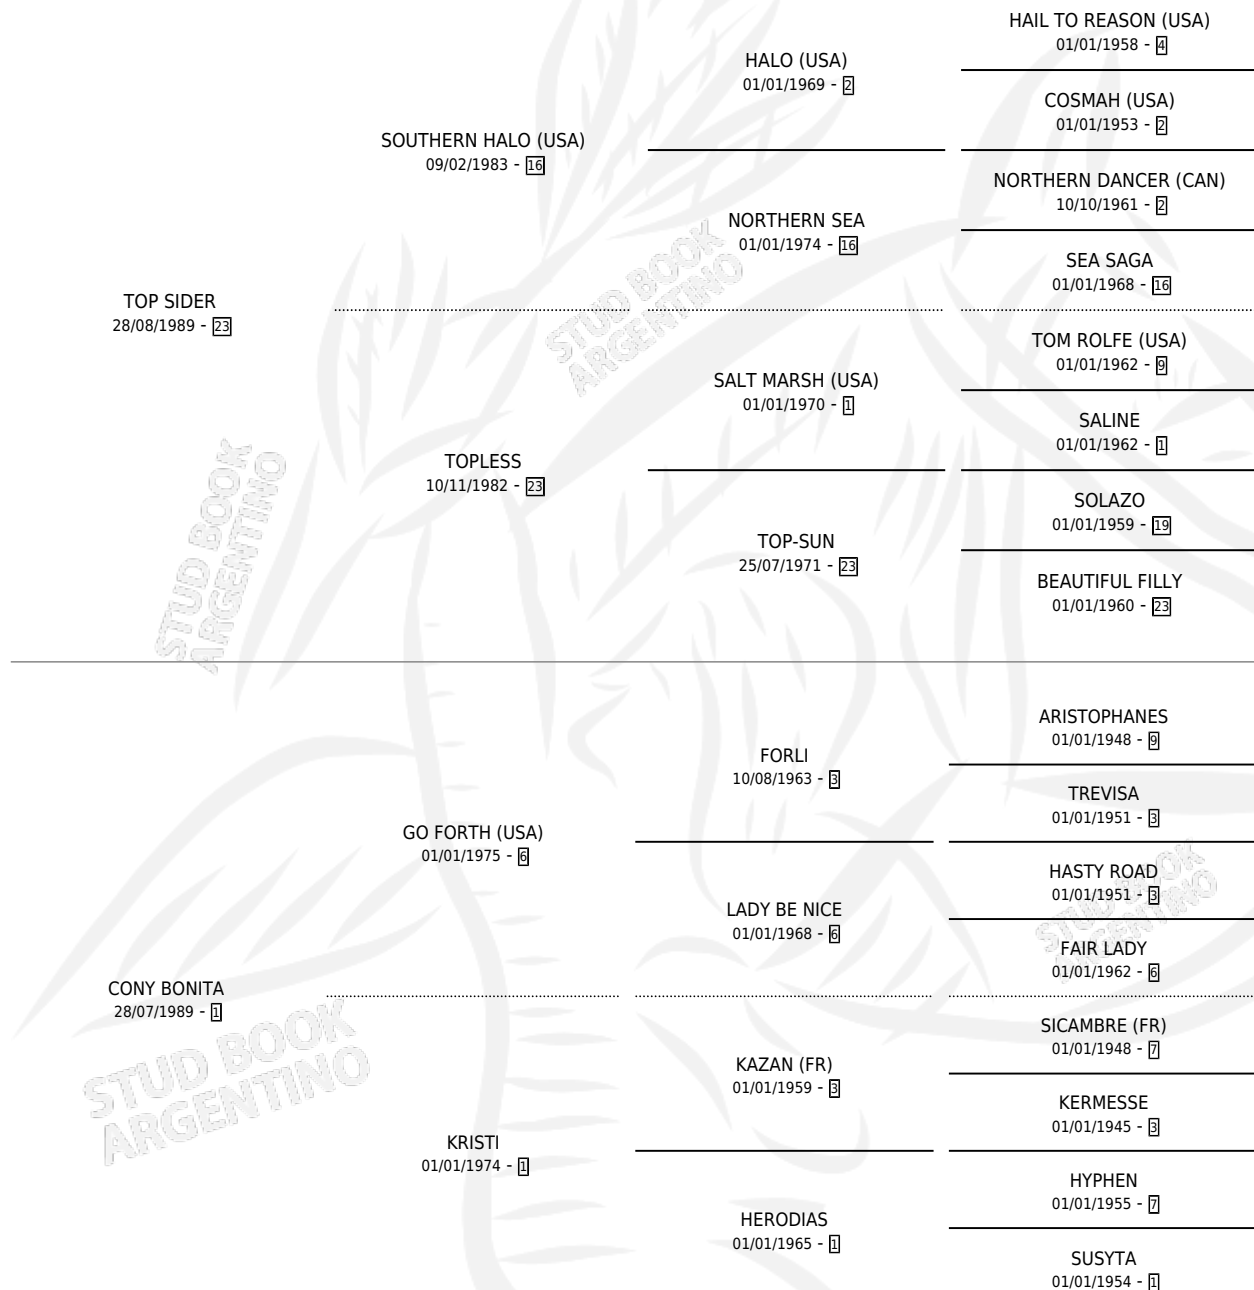 HAIL TO REASON (USA)
01/01/1958 - 4
HALO (USA)
01/01/1969 - 2
COSMAH (USA)
01/01/1953 - 2
SOUTHERN HALO (USA)
09/02/1983 - 16
NORTHERN DANCER (CAN)
10/10/1961 - 2
NORTHERN SEA
01/01/1974 - 16
SEA SAGA
01/01/1968 - 16
STUD BOOK
ARGENTINO
TOP SIDER
28/08/1989 - 23
TOM ROLFE (USA)
01/01/1962 - 9
SALT MARSH (USA)
01/01/1970 - 1
SALINE
01/01/1962 - 1
TOPLESS
10/11/1982 - 23
SOLAZO
01/01/1959 - 19
TOP-SUN
25/07/1971 - 23
BEAUTIFUL FILLY
01/01/1960 - 23
STUD BOOK
ARGENTINO
ARISTOPHANES
01/01/1948 - 9
FORLI
10/08/1963 - 3
TREVISA
01/01/1951 - 3
GO FORTH (USA)
01/01/1975 - 6
HASTY ROAD
01/01/1951 - 3
LADY BE NICE
01/01/1968 - 6
FAIR LADY
01/01/1962 - 6
STUD BOOK
ARGENTINO
CONY BONITA
28/07/1989 - 1
SICAMBRE (FR)
01/01/1948 - 7
KAZAN (FR)
01/01/1959 - 3
KERMESSE
01/01/1945 - 3
STUD BOOK
ARGENTINO
KRISTI
01/01/1974 - 1
HYPHEN
01/01/1955 - 7
HERODIAS
01/01/1965 - 1
SUSYTA
01/01/1954 - 1